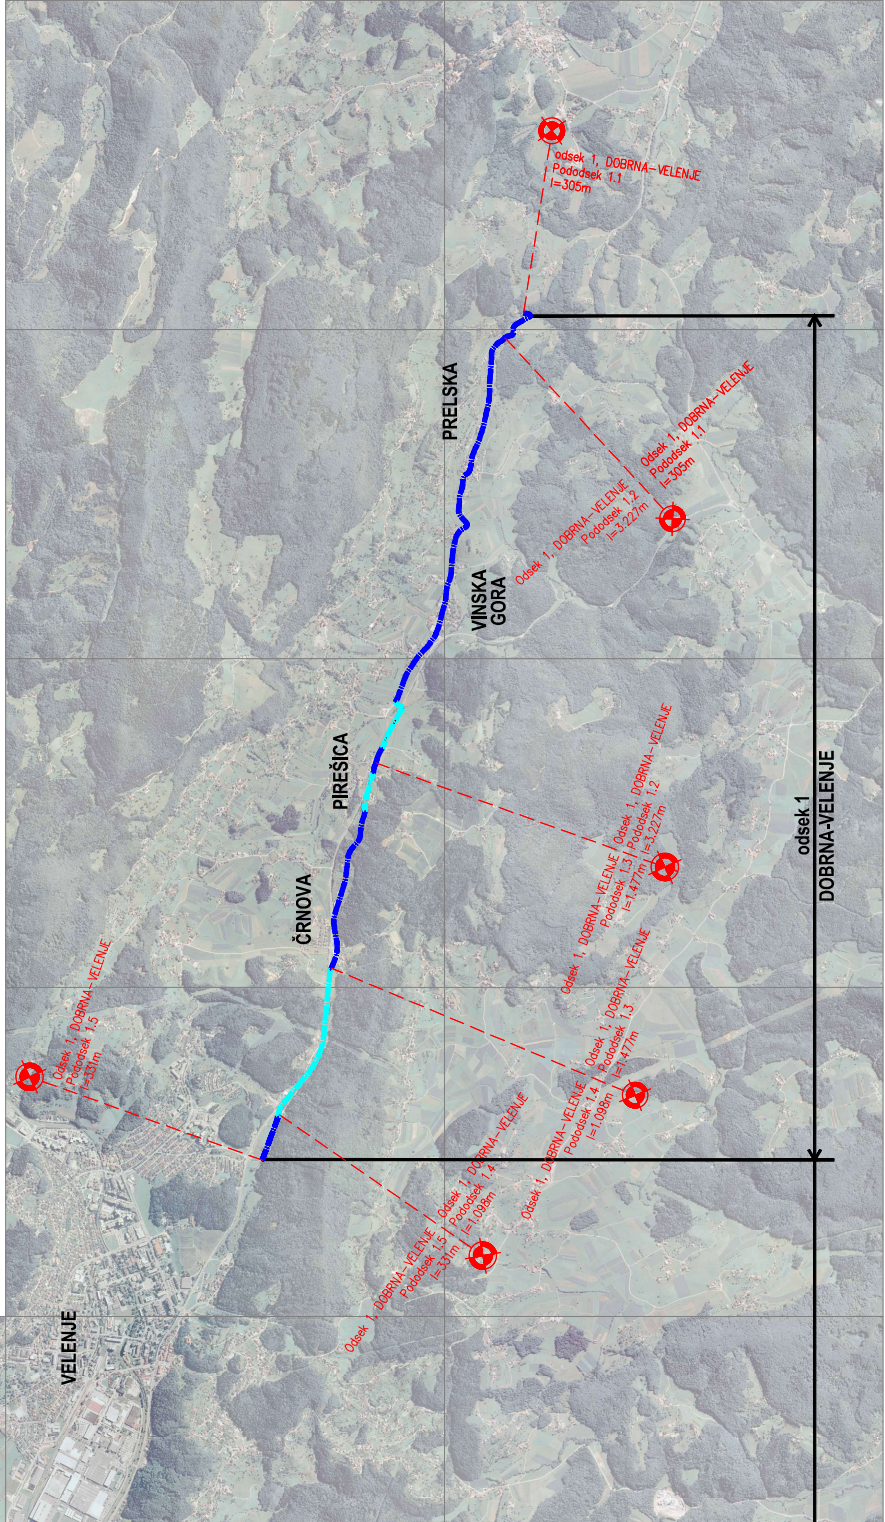 odsek 1, DOBRNA-VELENJE
Pododsek 1.1
l=305m
PRELSKA
Odsek 1, DOBRNA-VELENJE
Pododsek 1.1
l=305m
Odsek 1, DOBRNA-VELENJE
Pododsek 1.2
l=3.227m
VINSKA
GORA
PIREŠICA
Odsek 1, DOBRNA-VELENJE
Pododsek 1.2
l=3.227m
Odsek 1, DOBRNA-VELENJE
Pododsek 1.3
l=1.477m
odsek 1
DOBRNA-VELENJE
ČRNOVA
Odsek 1, DOBRNA-VELENJE
Pododsek 1.3
l=1.477m
Odsek 1, DOBRNA-VELENJE
Pododsek 1.4
l=1.098m
Odsek 1, DOBRNA-VELENJE
Pododsek 1.5
l=331m
Odsek 1, DOBRNA-VELENJE
Pododsek 1.4
l=1.098m
Odsek 1, DOBRNA-VELENJE
Pododsek 1.5
l=331m
VELENJE